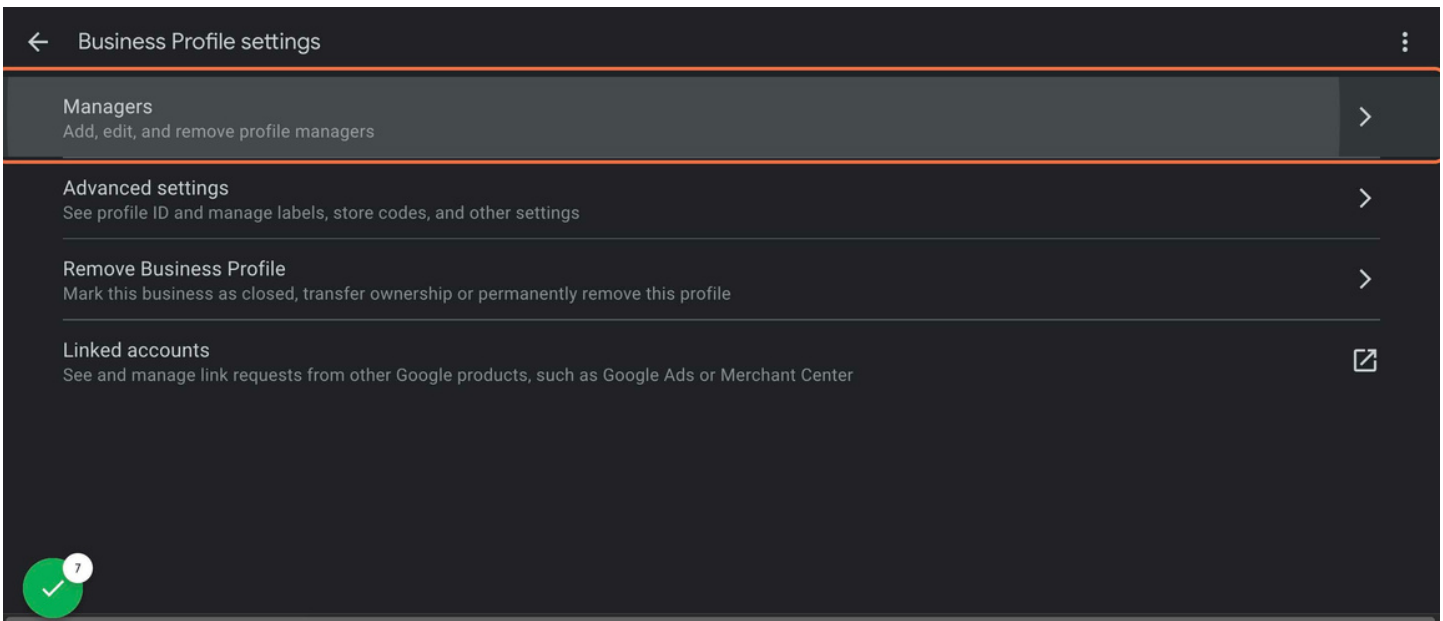 Business Profile settings
Managers
Add, edit, and remove profile managers
Advanced settings
See profile ID and manage labels, store codes, and other settings
Remove Business Profile
Mark this business as closed, transfer ownership or permanently remove this profile
Linked accounts
See and manage link requests from other Google products, such as Google Ads or Merchant Center
7